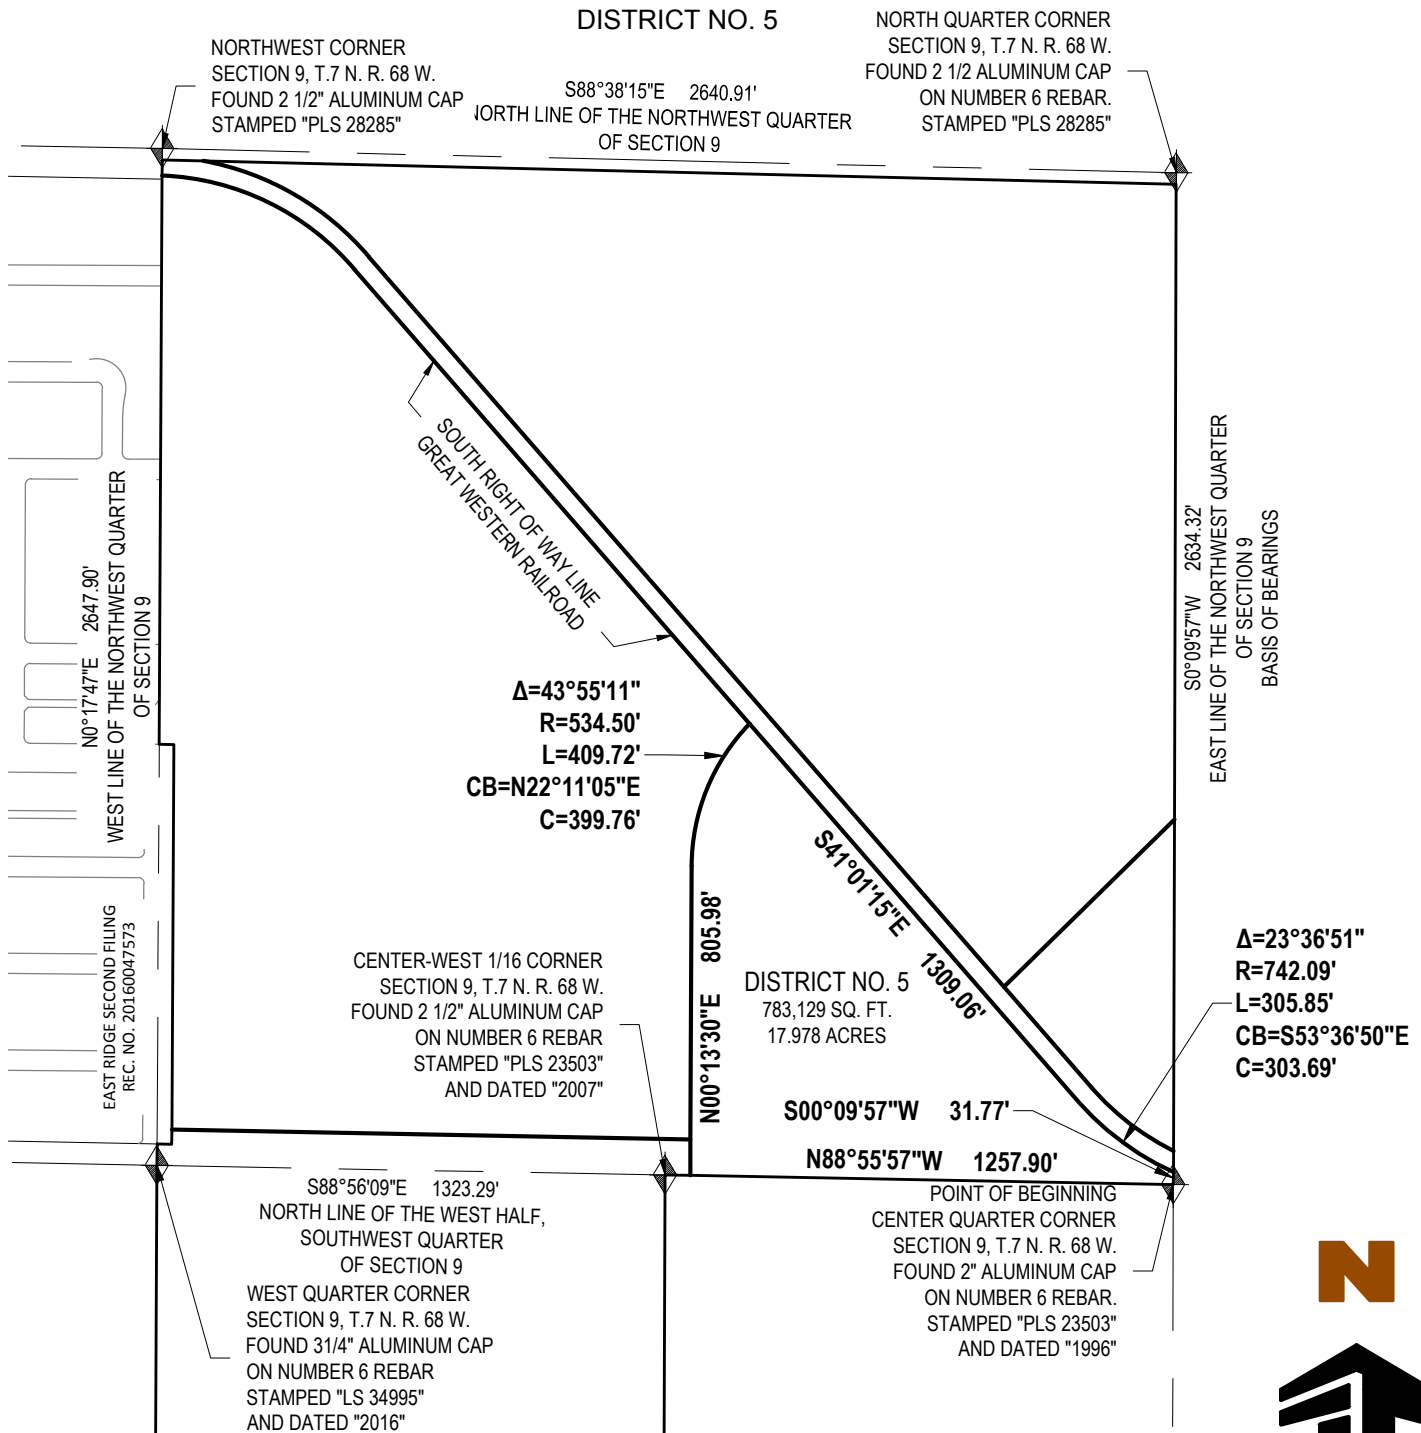 DISTRICT NO. 5
NORTHWEST CORNER
SECTION 9, T.7 N. R. 68 W.
FOUND 2 1/2" ALUMINUM CAP
STAMPED "PLS 28285"
S88°38'15"E 2640.91'
NORTH LINE OF THE NORTHWEST QUARTER
OF SECTION 9
NORTH QUARTER CORNER
SECTION 9, T.7 N. R. 68 W.
FOUND 2 1/2 ALUMINUM CAP
ON NUMBER 6 REBAR.
STAMPED "PLS 28285"
SOUTH RIGHT OF WAY LINE
GREAT WESTERN RAILROAD
N0°17'47"E 2647.90'
WEST LINE OF THE NORTHWEST QUARTER
OF SECTION 9
S0°09'57"W 2634.32'
EAST LINE OF THE NORTHWEST QUARTER
OF SECTION 9
BASIS OF BEARINGS
Δ=43°55'11"
R=534.50'
L=409.72'
CB=N22°11'05"E
C=399.76'
S41°01'15"E 1309.06'
EAST RIDGE SECOND FILING
REC. NO. 20160047573
CENTER-WEST 1/16 CORNER
SECTION 9, T.7 N. R. 68 W.
FOUND 2 1/2" ALUMINUM CAP
ON NUMBER 6 REBAR
STAMPED "PLS 23503"
AND DATED "2007"
N00°13'30"E 805.98'
DISTRICT NO. 5
783,129 SQ. FT.
17.978 ACRES
Δ=23°36'51"
R=742.09'
L=305.85'
CB=S53°36'50"E
C=303.69'
S00°09'57"W 31.77'
N88°55'57"W 1257.90'
S88°56'09"E 1323.29'
NORTH LINE OF THE WEST HALF,
SOUTHWEST QUARTER
OF SECTION 9
WEST QUARTER CORNER
SECTION 9, T.7 N. R. 68 W.
FOUND 31/4" ALUMINUM CAP
ON NUMBER 6 REBAR
STAMPED "LS 34995"
AND DATED "2016"
POINT OF BEGINNING
CENTER QUARTER CORNER
SECTION 9, T.7 N. R. 68 W.
FOUND 2" ALUMINUM CAP
ON NUMBER 6 REBAR.
STAMPED "PLS 23503"
AND DATED "1996"
N